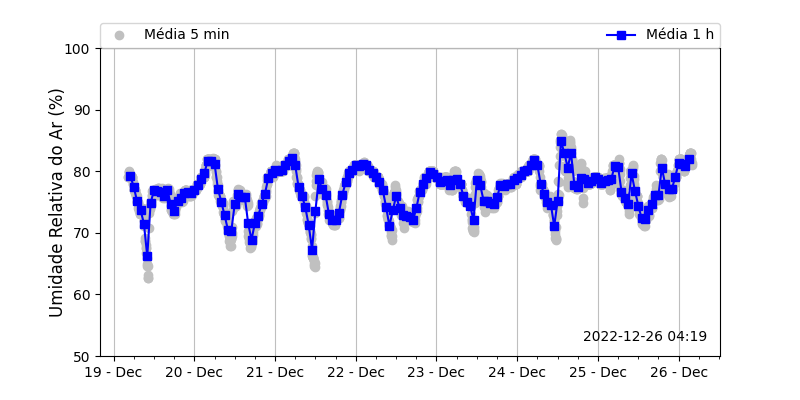 Média 5 min
Média 1 h
Umidade Relativa do Ar (%)
100
90
80
70
60
50
2022-12-26 04:19
19 - Dec
20 - Dec
21 - Dec
22 - Dec
23 - Dec
24 - Dec
25 - Dec
26 - Dec